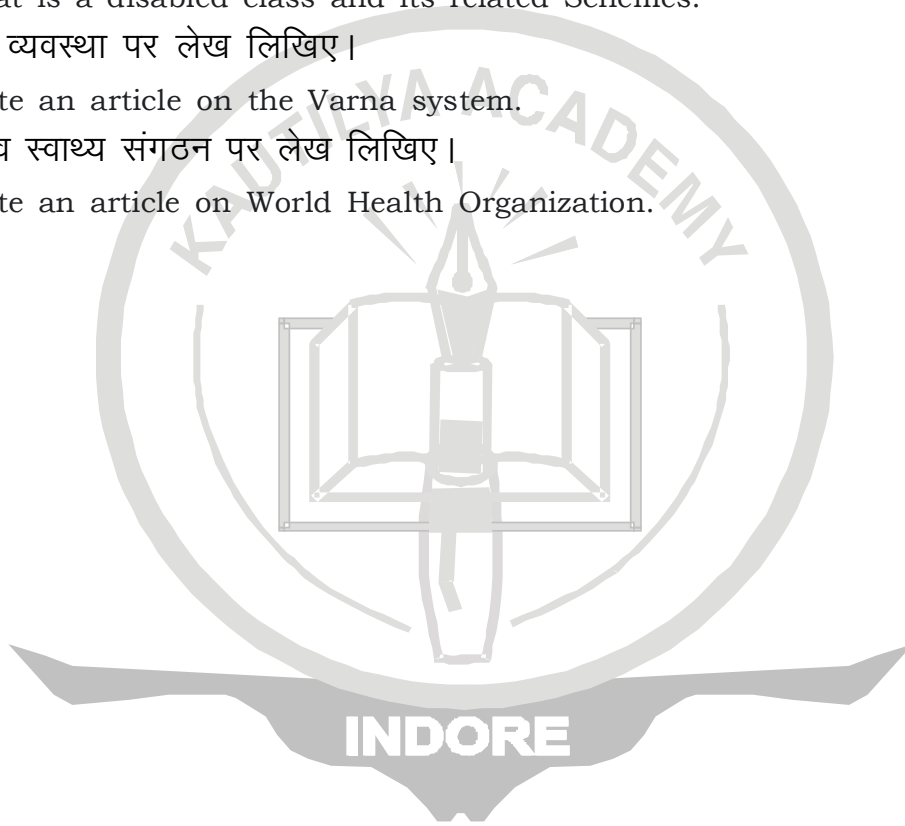 at is a disabled class and its related Schemes.
व्यवस्था पर लेख लिखिए।
te an article on the Varna system.
व स्वाथ्य संगठन पर लेख लिखिए।
te an article on World Health Organization.
KAUTILYA ACADEMY
INDORE